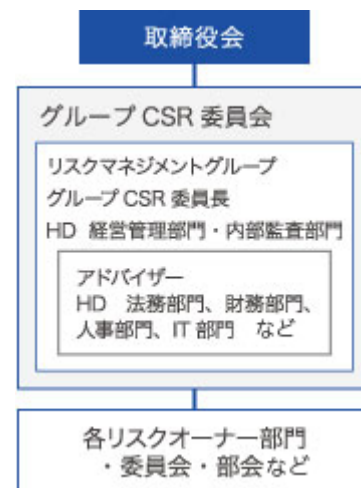 取締役会
グループ CSR 委員会
リスクマネジメントグループ
グループ CSR 委員長
HD 経営管理部門・内部監査部門
アドバイザー
HD 法務部門、財務部門、
人事部門、IT 部門 など
各リスクオーナー部門
・委員会・部会など